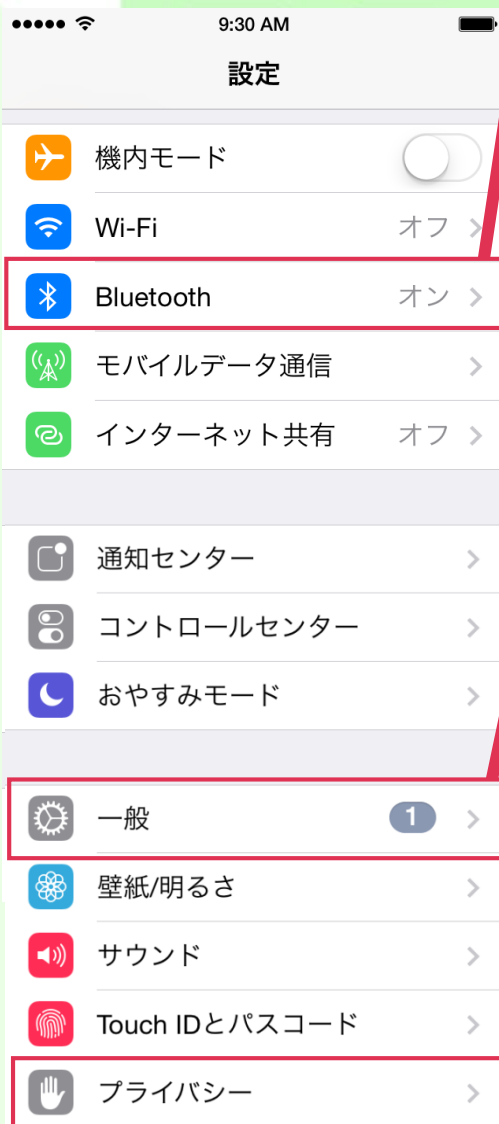 9:30 AM
設定
機内モード
Wi-Fi オフ
Bluetooth オン
モバイルデータ通信
インターネット共有 オフ
通知センター
コントロールセンター
おやすみモード
一般 1
壁紙/明るさ
サウンド
Touch IDとパスコード
プライバシー